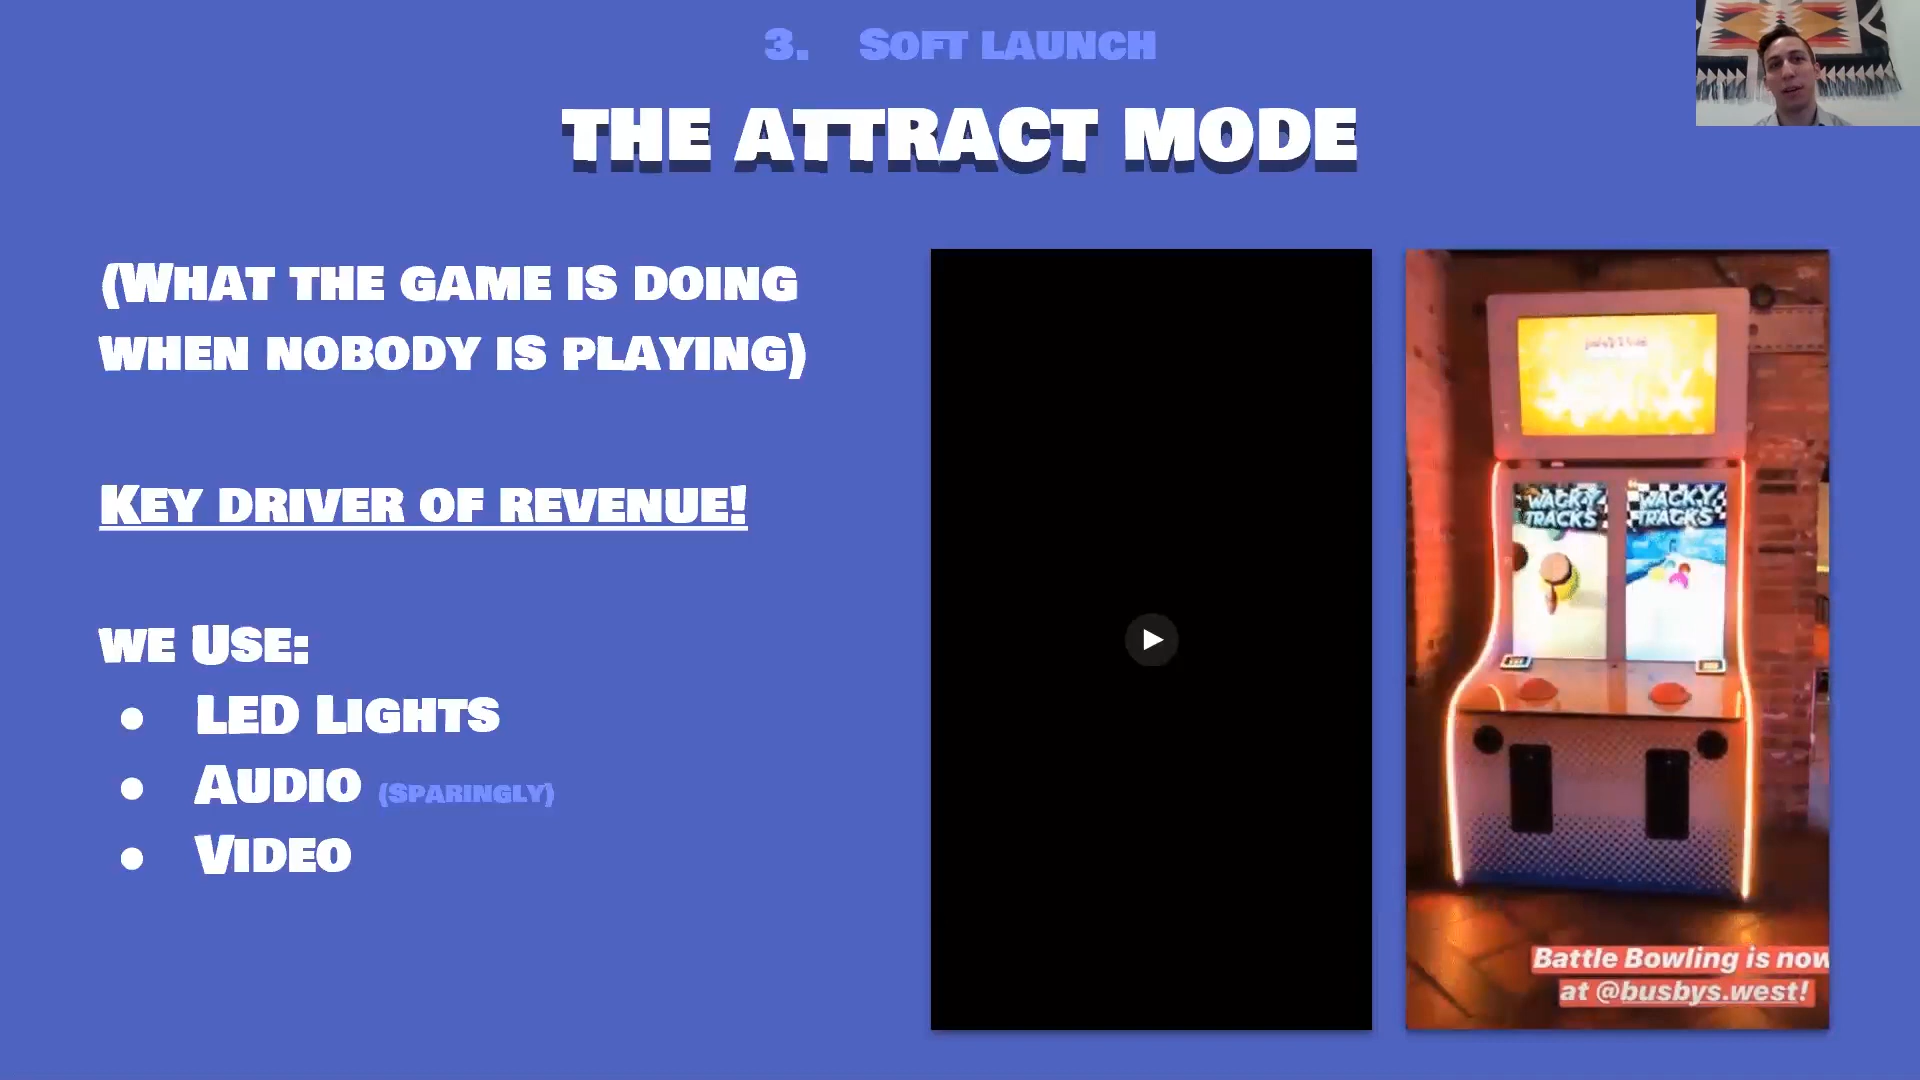 3. Soft launch
The Attract Mode
(What the game is doing
when nobody is playing)
Key driver of revenue!
we Use:
● LED Lights
● Audio (Sparingly)
● Video
WACKY
TRACKS
WACKY
TRACKS
Battle Bowling is now
at @busbys.west!